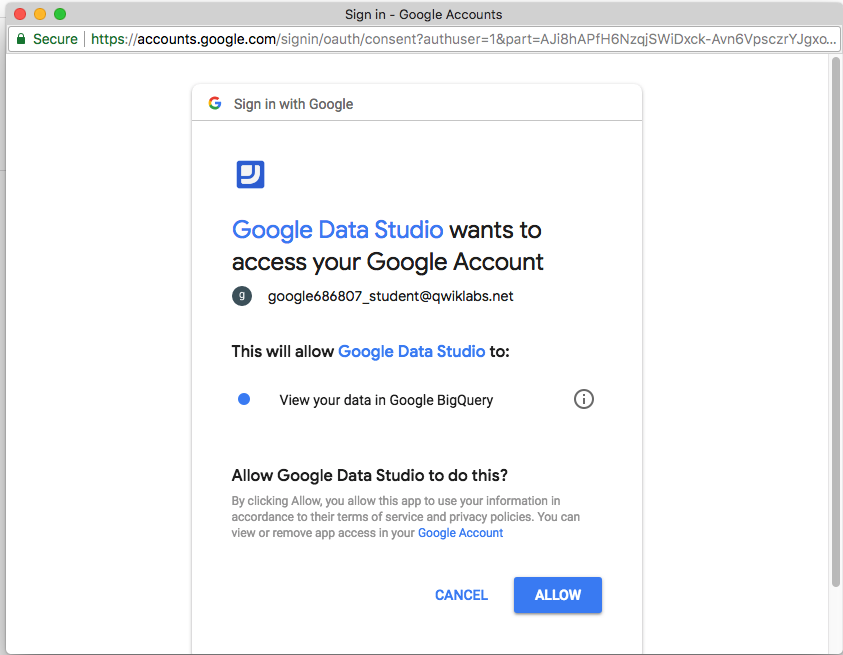 Sign in - Google Accounts
Secure https://accounts.google.com/signin/oauth/consent?authuser=1&part=AJi8hAPfH6NzqjSWiDxck-Avn6VpsczrYJgxo...
Sign in with Google
Google Data Studio wants to
access your Google Account
g google686807_student@qwiklabs.net
This will allow Google Data Studio to:
View your data in Google BigQuery
Allow Google Data Studio to do this?
By clicking Allow, you allow this app to use your information in
accordance to their terms of service and privacy policies. You can
view or remove app access in your Google Account
CANCEL ALLOW